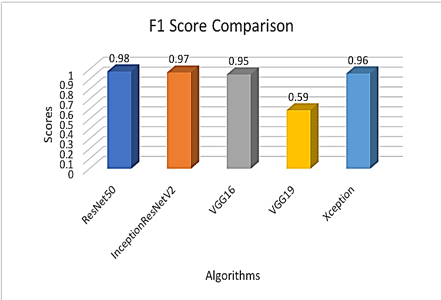 F1 Score Comparison
0.98
0.97
0.95
0.59
0.96
1
0.9
0.8
0.7
0.6
0.5
0.4
0.3
0.2
0.1
0
Scores
ResNet50
InceptionResNetV2
VGG16
VGG19
Xception
Algorithms